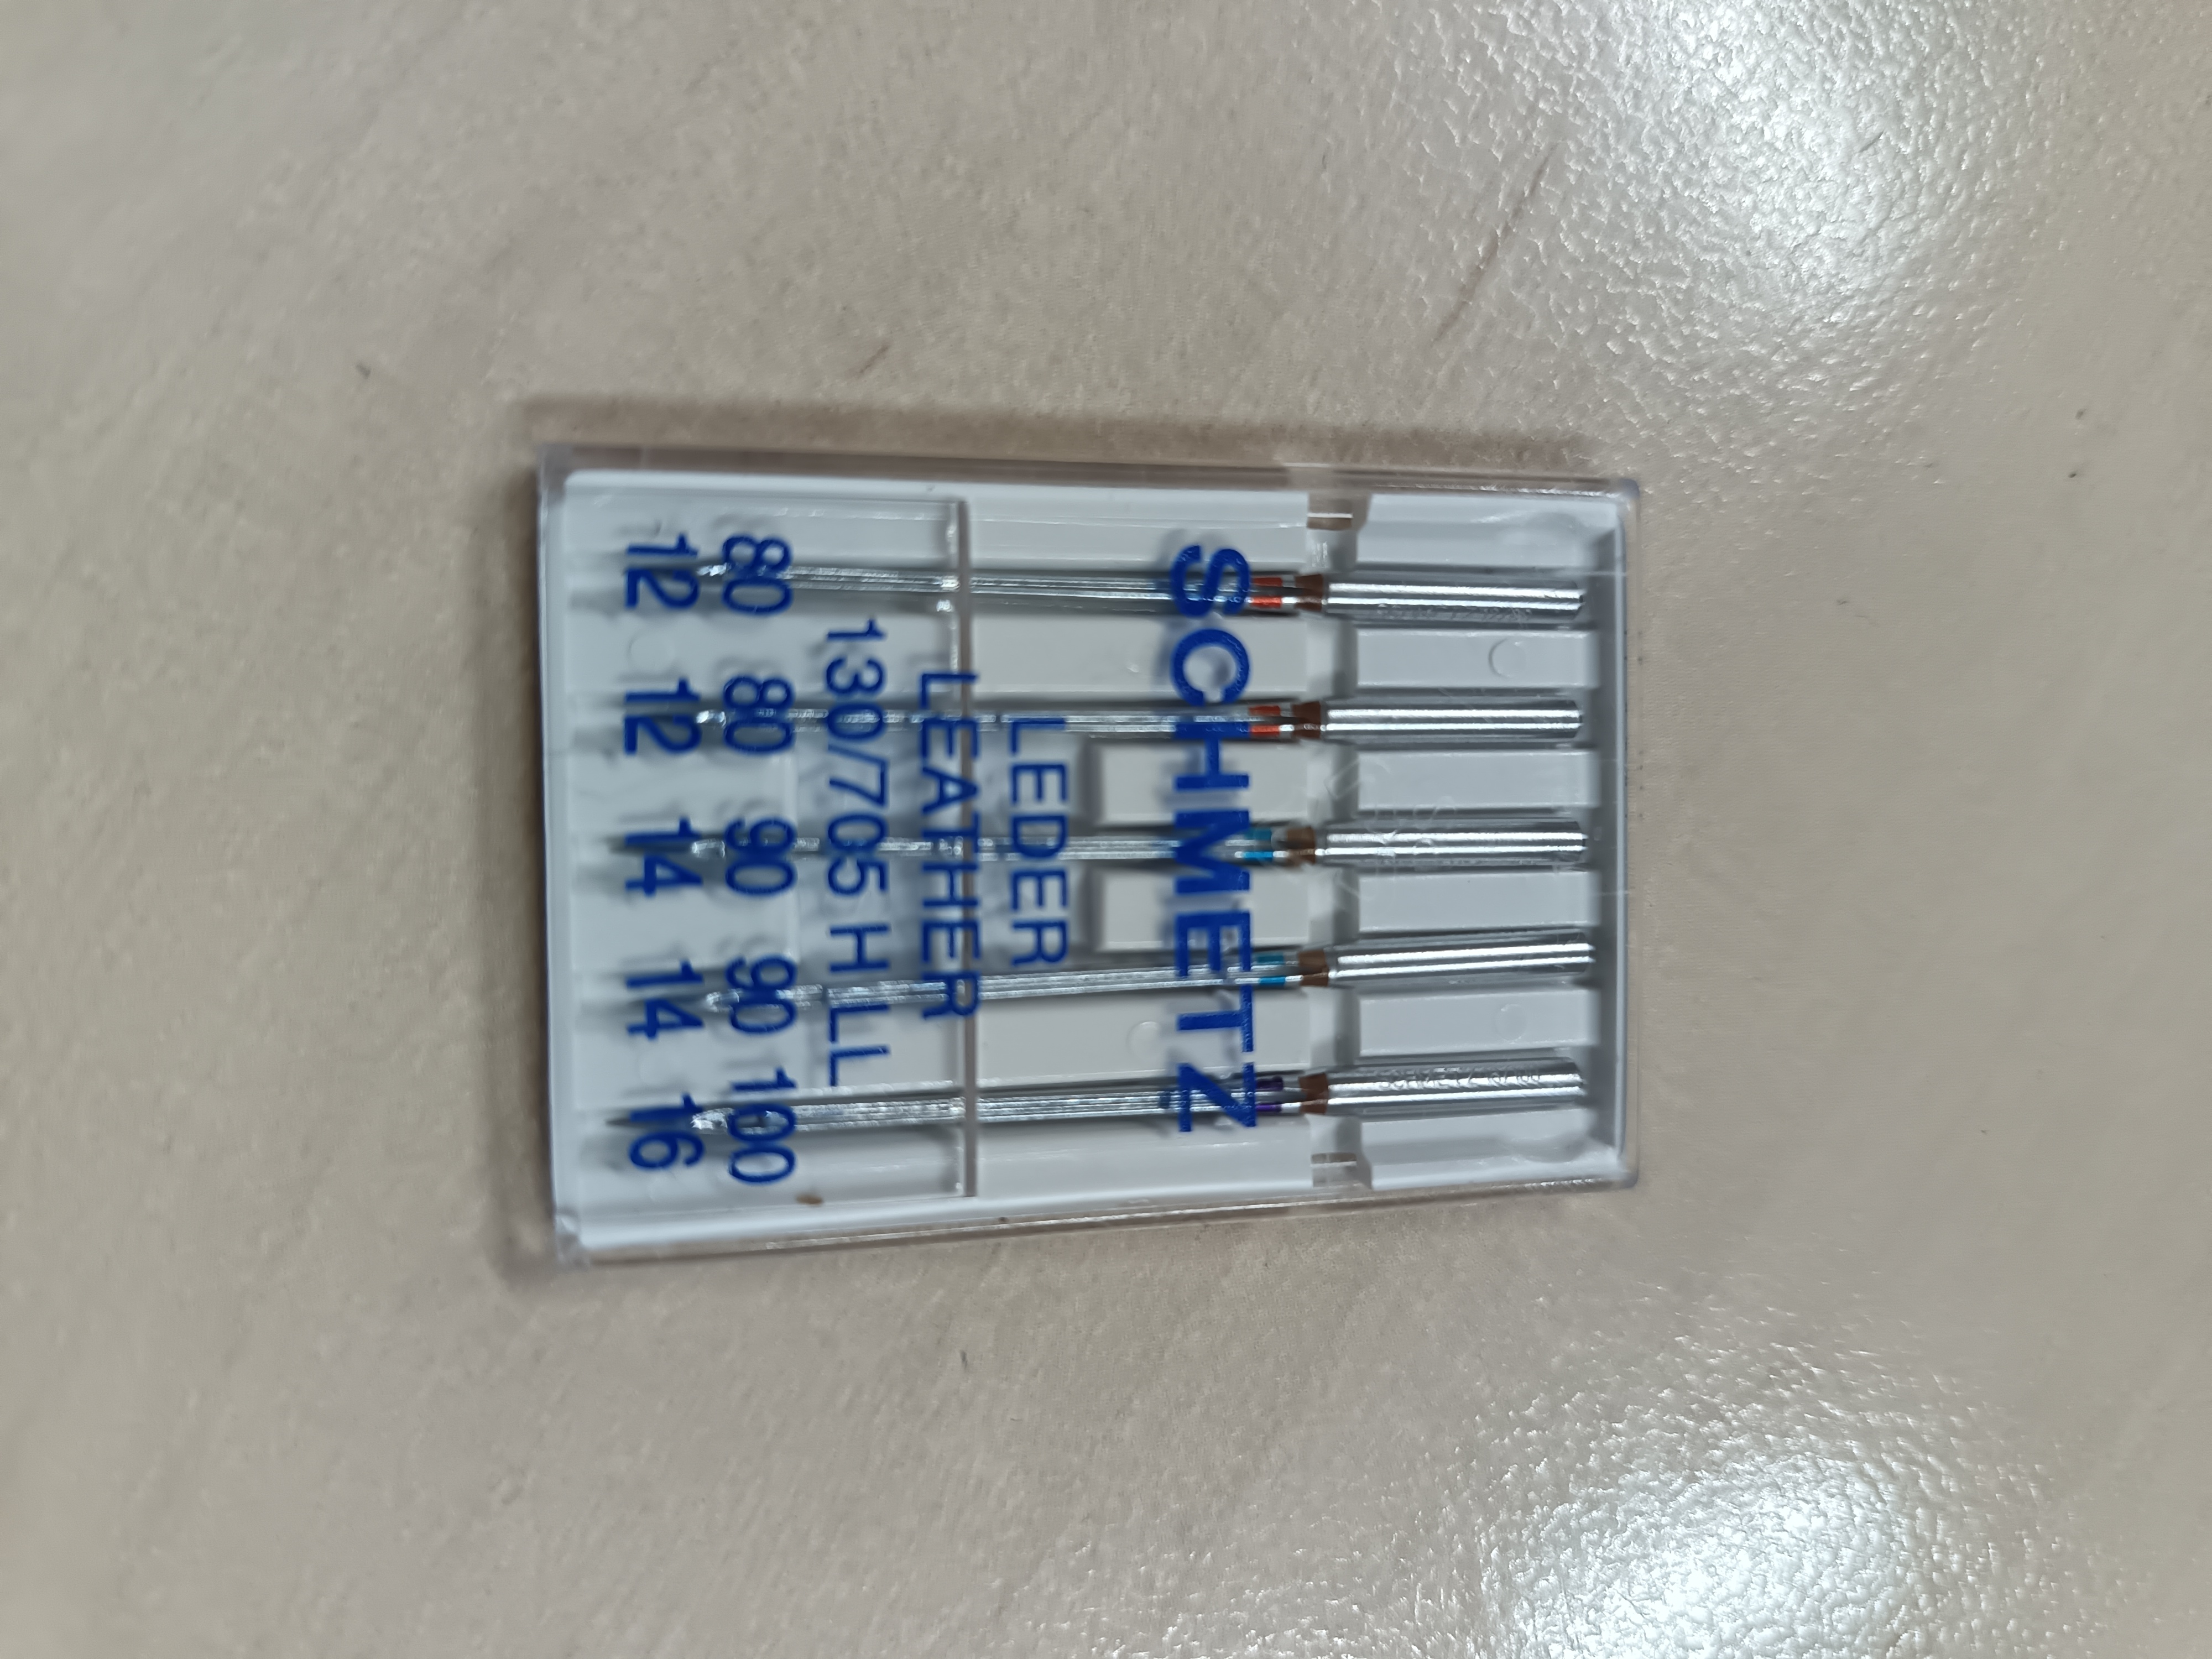 SCHMETZ
LEDER
LEATHER
130/705 H LL
80 80 90 90 100
12 12 14 14 16